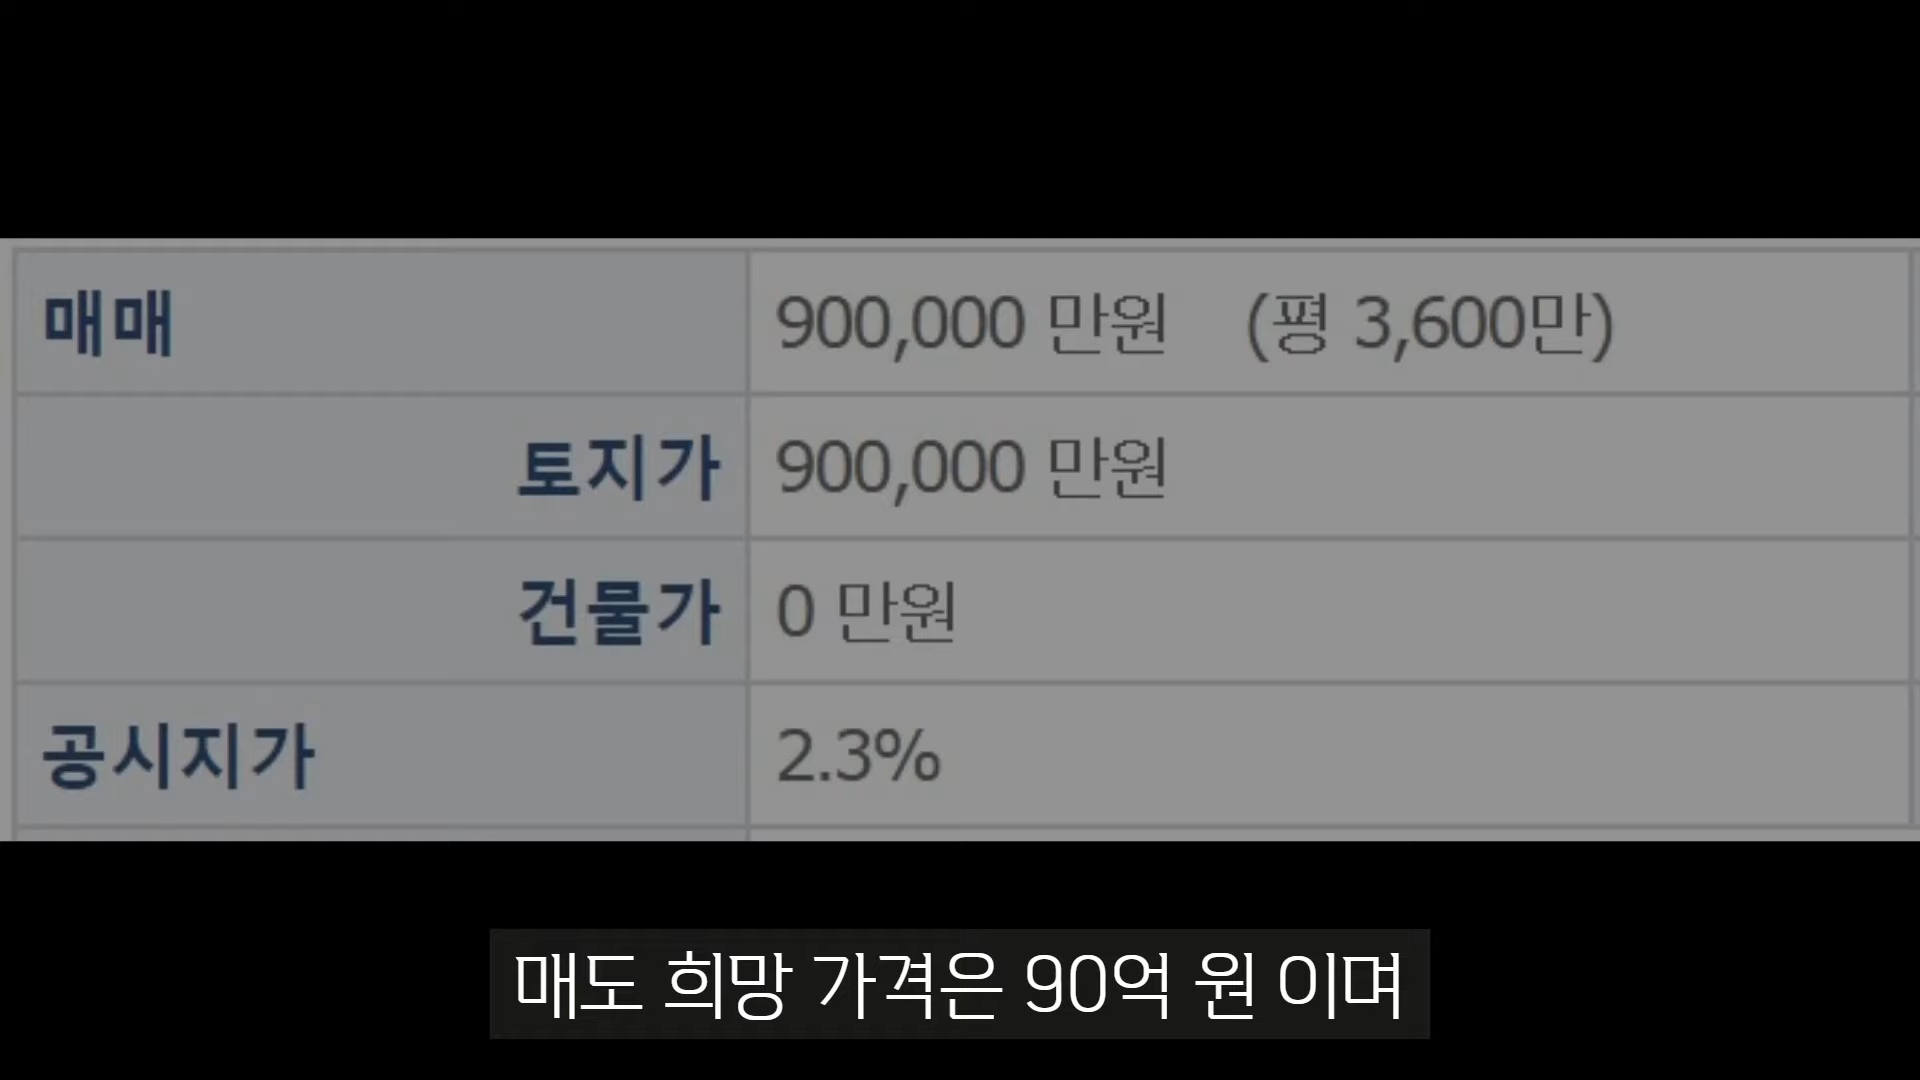 매매 900,000 만원 (평 3,600만)
토지가 900,000 만원
건물가 0 만원
공시지가 2.3%
매도 희망 가격은 90억 원 이며